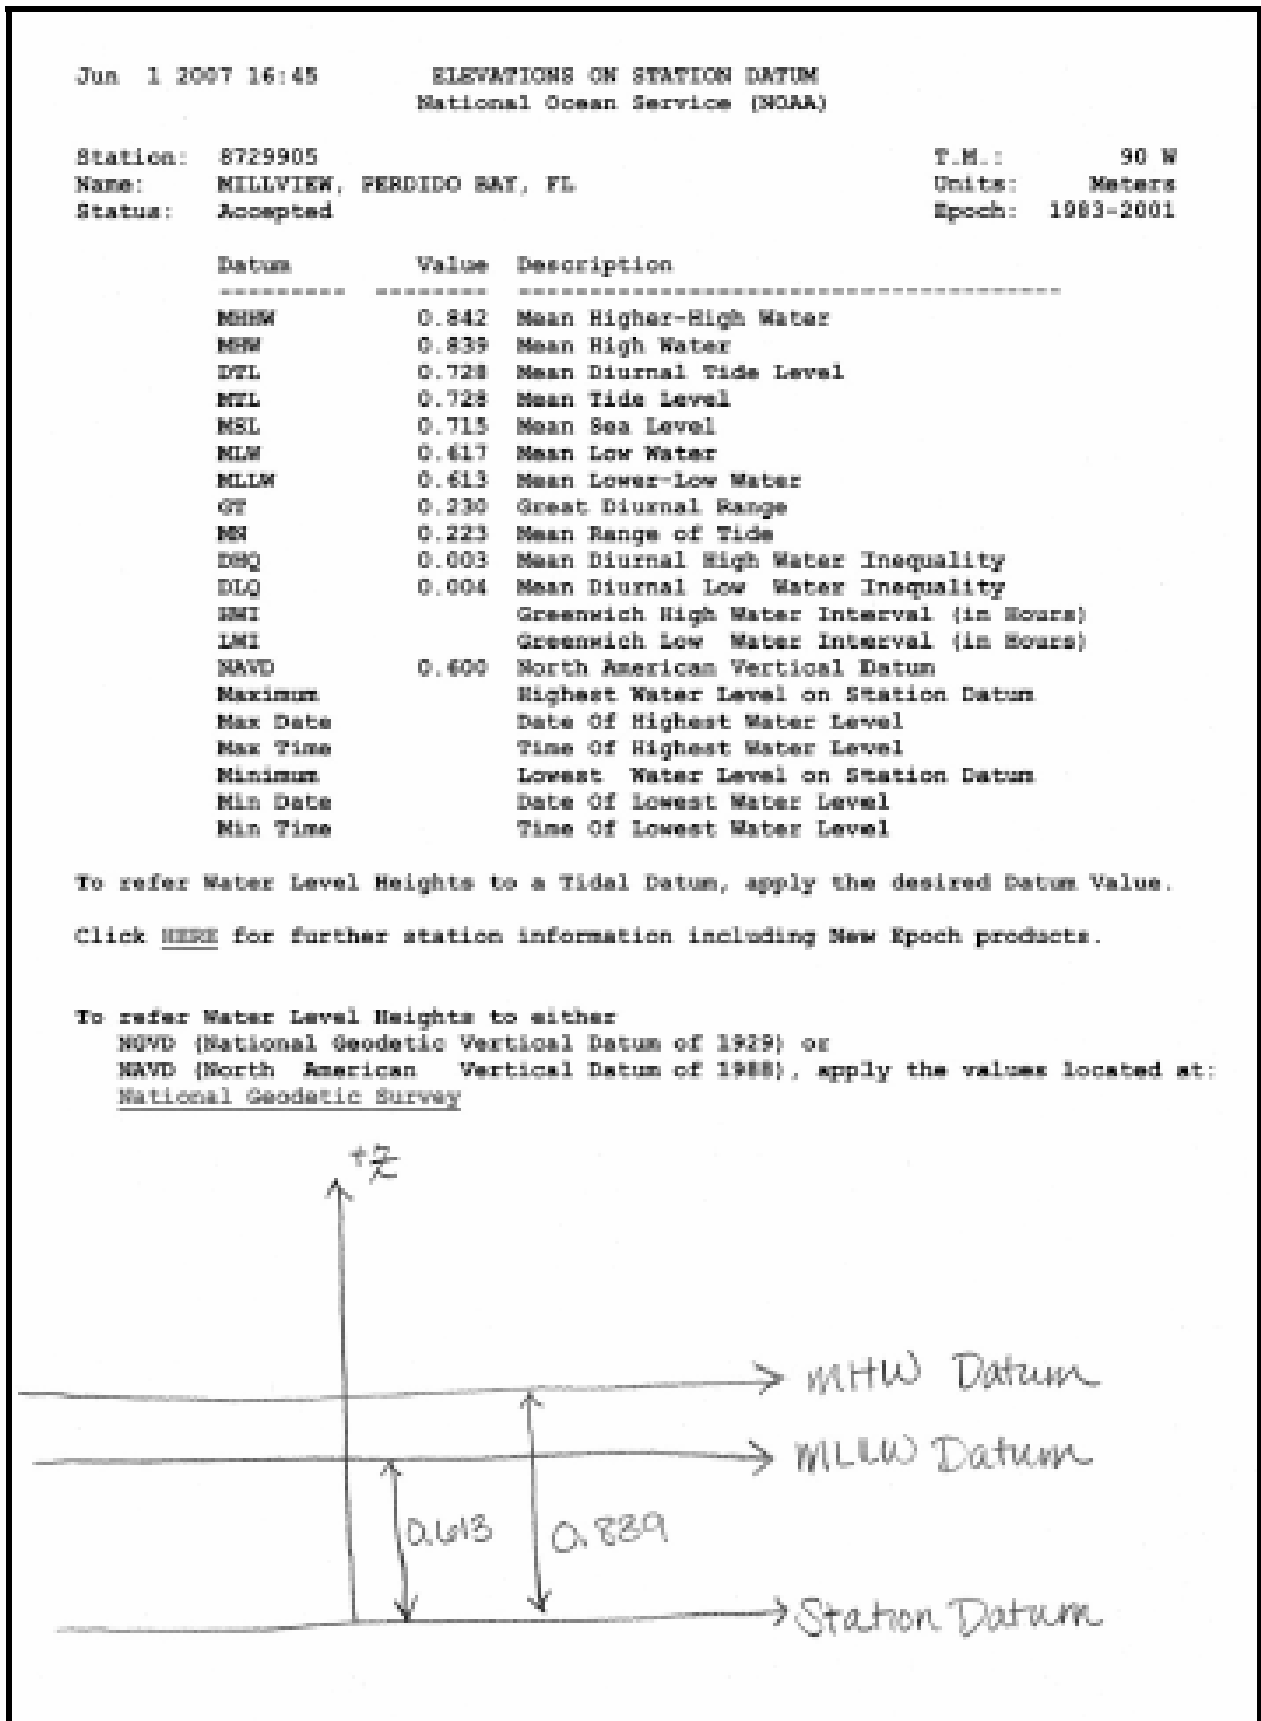 Jun 1 2007 16:45 ELEVATIONS ON STATION DATUM
National Ocean Service (NOAA)
Station: 8729905 T.M.: 90 W
Name: MILLVIEW, PERDIDO BAY, FL Units: Meters
Status: Accepted Epoch: 1983-2001
Datum Value Description
--------- -------- --------------------------------------
MHHW 0.842 Mean Higher-High Water
MHW 0.839 Mean High Water
DTL 0.728 Mean Diurnal Tide Level
MTL 0.728 Mean Tide Level
MSL 0.715 Mean Sea Level
MLW 0.617 Mean Low Water
MLLW 0.613 Mean Lower-Low Water
GT 0.230 Great Diurnal Range
MN 0.223 Mean Range of Tide
DHQ 0.003 Mean Diurnal High Water Inequality
DLQ 0.004 Mean Diurnal Low Water Inequality
HWI Greenwich High Water Interval (in Hours)
LWI Greenwich Low Water Interval (in Hours)
NAVD 0.600 North American Vertical Datum
Maximum Highest Water Level on Station Datum
Max Date Date Of Highest Water Level
Max Time Time Of Highest Water Level
Minimum Lowest Water Level on Station Datum
Min Date Date Of Lowest Water Level
Min Time Time Of Lowest Water Level
To refer Water Level Heights to a Tidal Datum, apply the desired Datum Value.
Click HERE for further station information including New Epoch products.
To refer Water Level Heights to either
NGVD (National Geodetic Vertical Datum of 1929) or
NAVD (North American Vertical Datum of 1988), apply the values located at:
National Geodetic Survey
+Z
MHW Datum
MLLW Datum
0.613 0.839
Station Datum